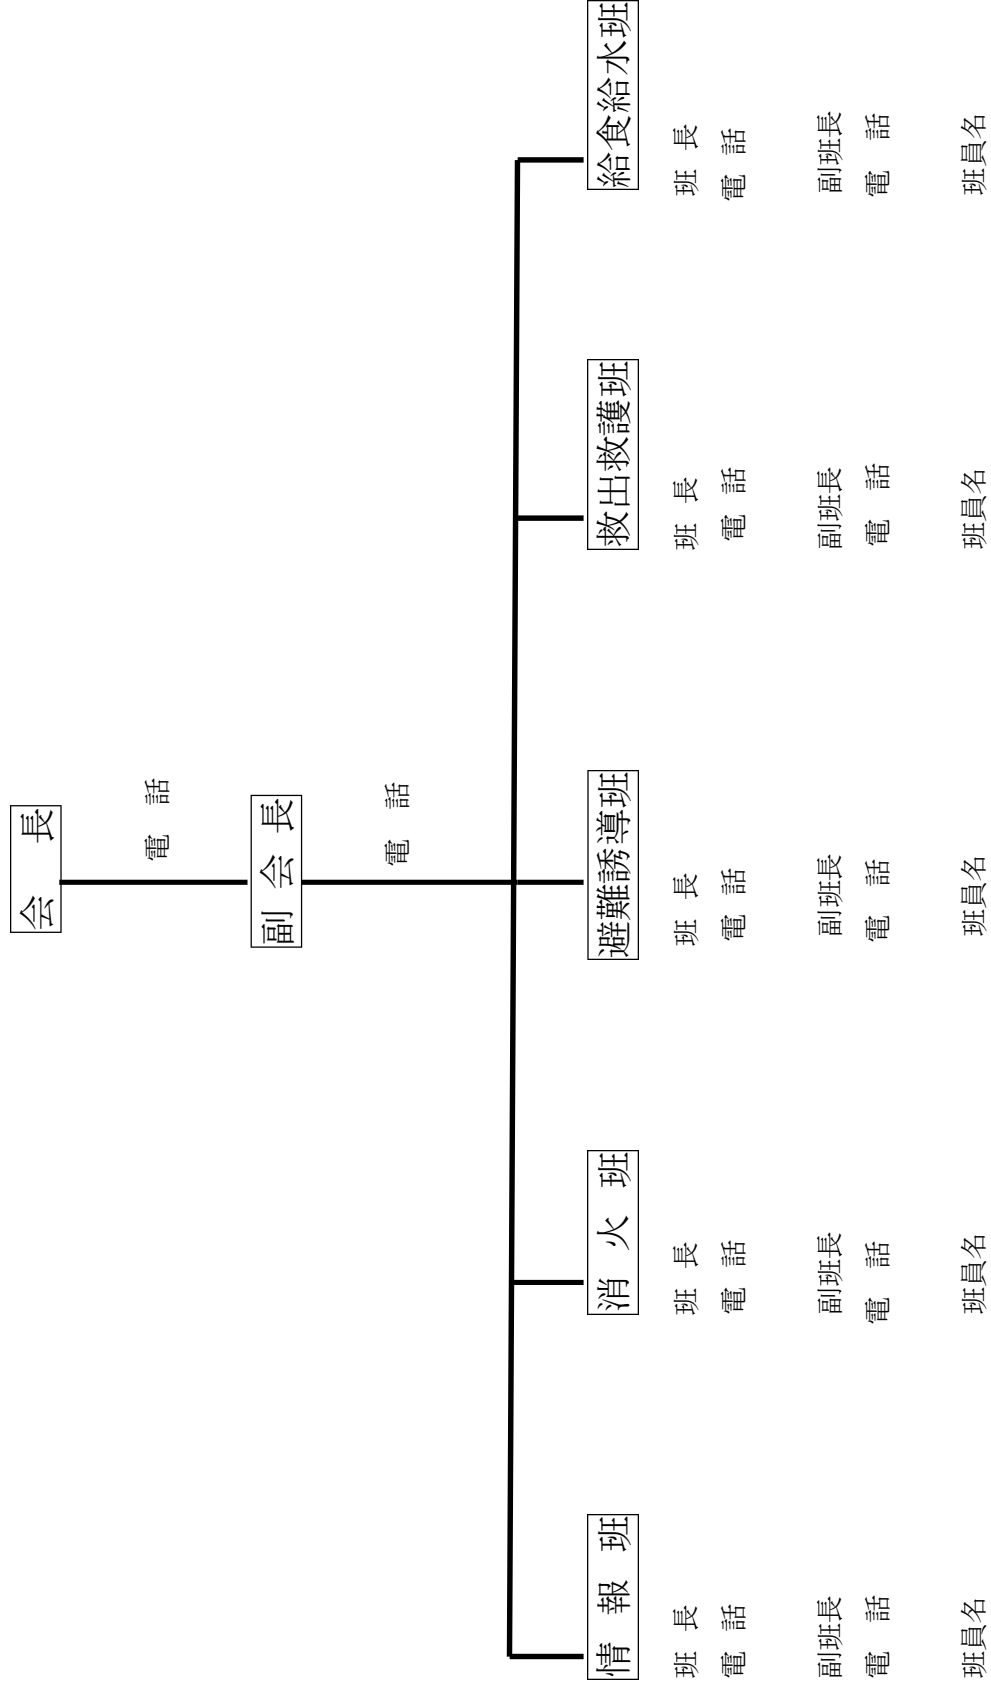 会　長
電　話
副 会 長
電　話
情　報　班
班　長
電　話
副班長
電　話
班員名
消　火　班
班　長
電　話
副班長
電　話
班員名
避難誘導班
班　長
電　話
副班長
電　話
班員名
救出救護班
班　長
電　話
副班長
電　話
班員名
給食給水班
班　長
電　話
副班長
電　話
班員名